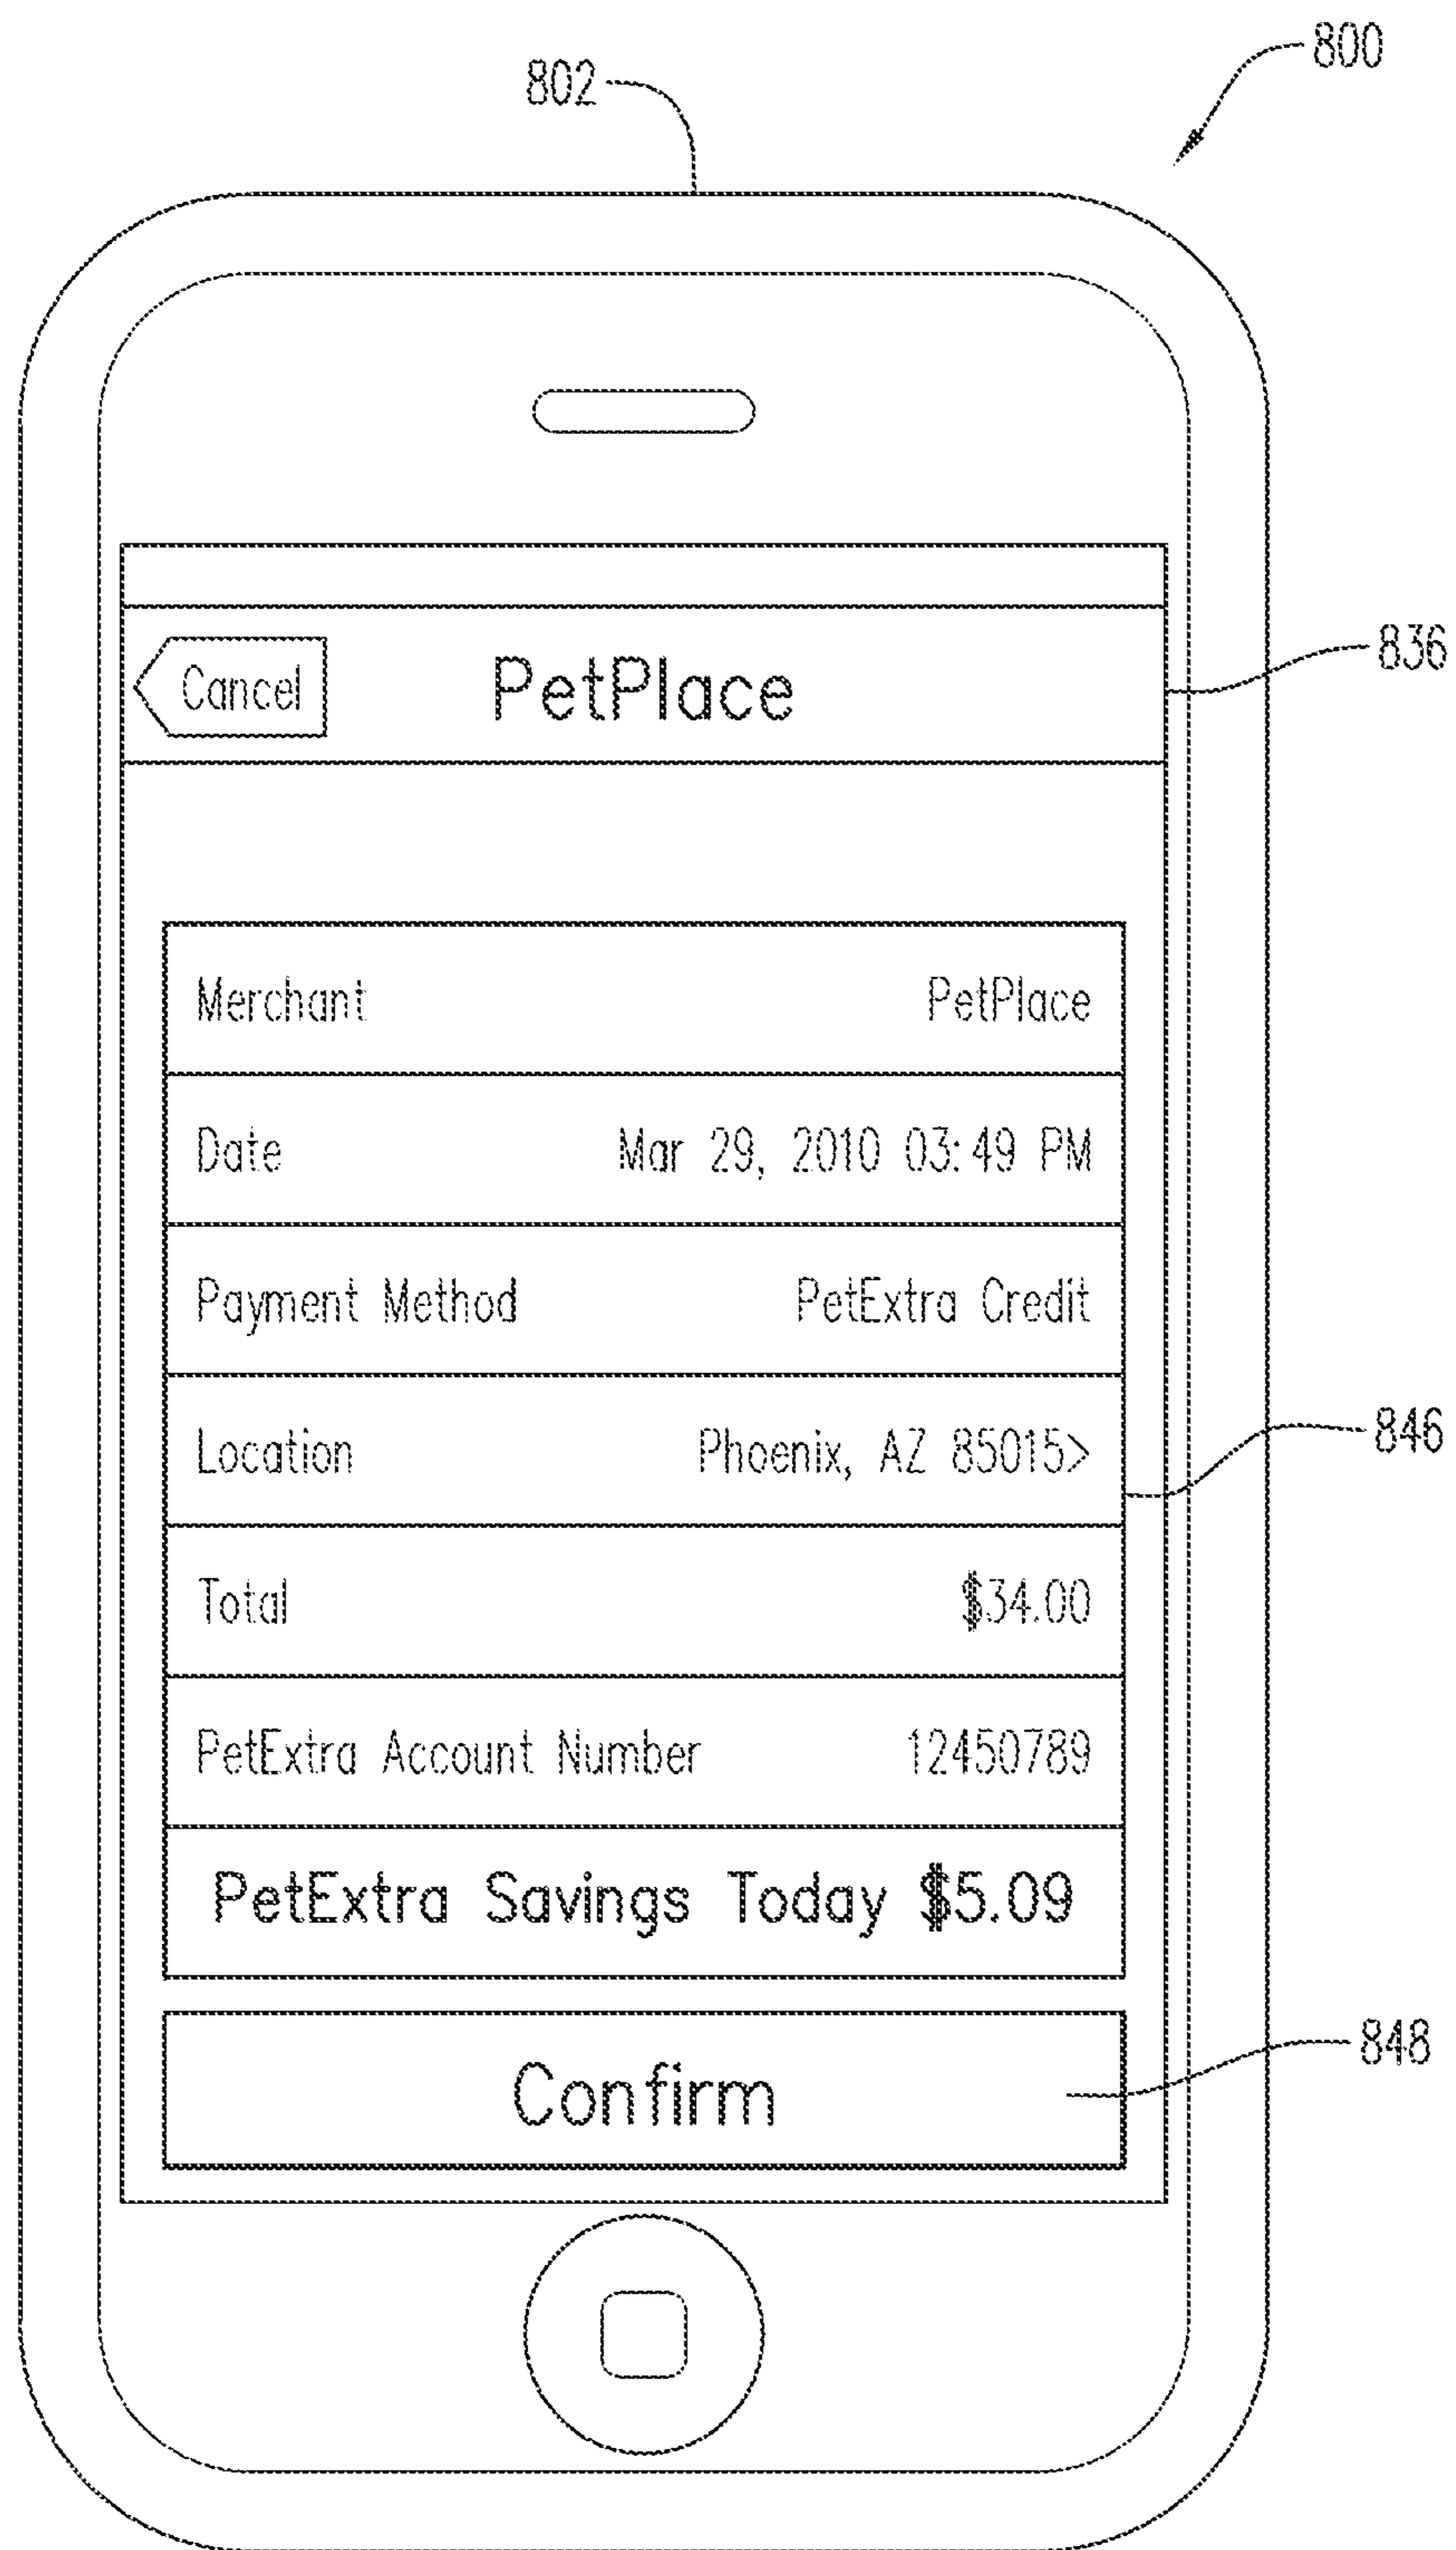 800
802
836
Cancel PetPlace
Merchant PetPlace
Date Mar 29, 2010 03:49 PM
Payment Method PetExtra Credit
846
Location Phoenix, AZ 85015>
Total $34.00
PetExtra Account Number 12450789
PetExtra Savings Today $5.09
848
Confirm